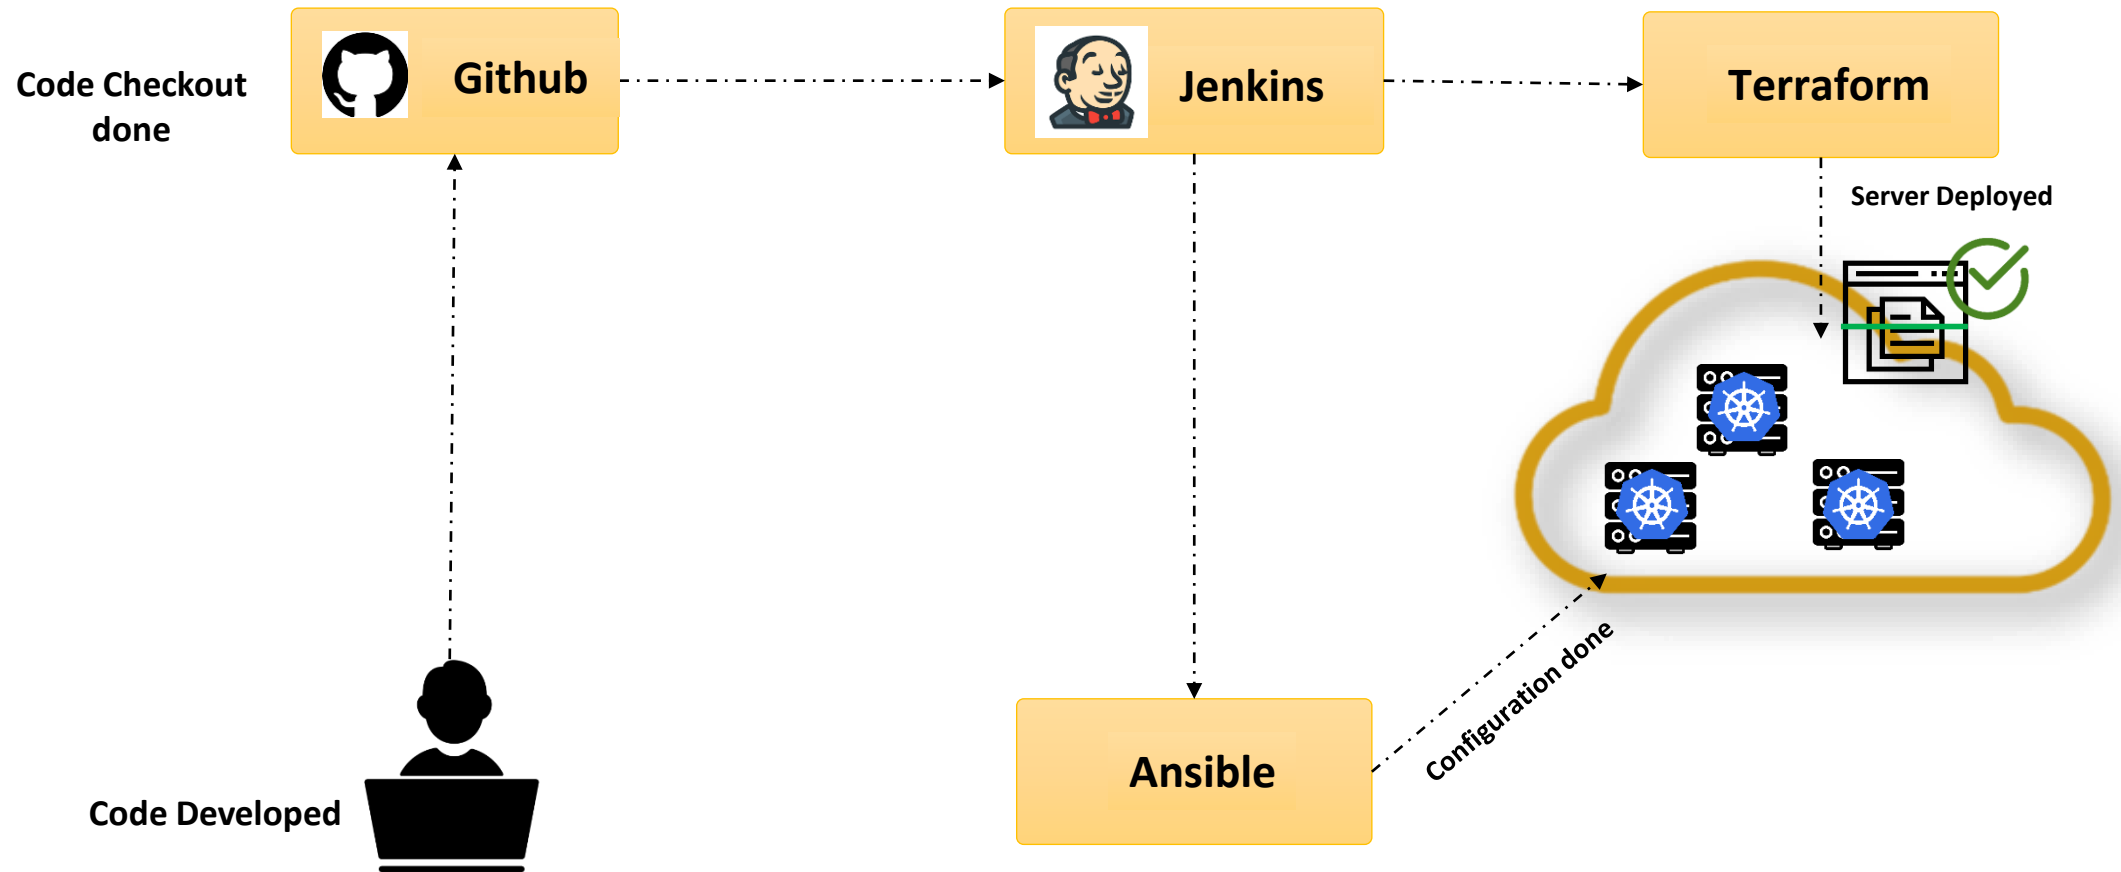 Code Checkout
done
Github
Jenkins
Terraform
Server Deployed
Configuration done
Ansible
Code Developed